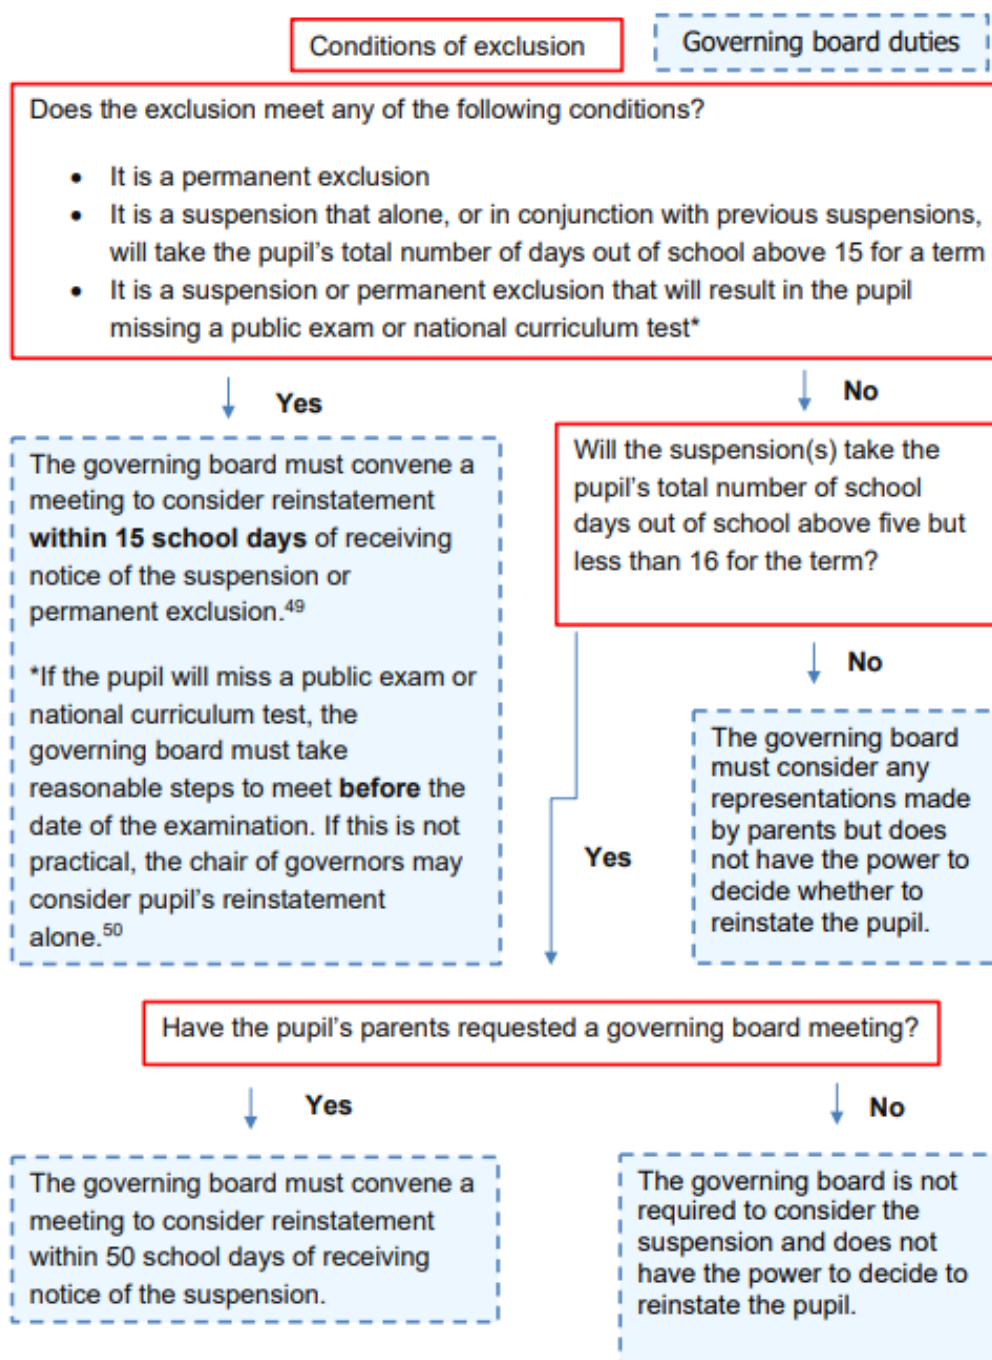 Conditions of exclusion
Governing board duties
Does the exclusion meet any of the following conditions?
• It is a permanent exclusion
• It is a suspension that alone, or in conjunction with previous suspensions,
will take the pupil's total number of days out of school above 15 for a term
• It is a suspension or permanent exclusion that will result in the pupil
missing a public exam or national curriculum test*
Yes
No
The governing board must convene a
meeting to consider reinstatement
within 15 school days of receiving
notice of the suspension or
permanent exclusion.49
*If the pupil will miss a public exam or
national curriculum test, the
governing board must take
reasonable steps to meet before the
date of the examination. If this is not
practical, the chair of governors may
consider pupil's reinstatement
alone.50
Will the suspension(s) take the
pupil's total number of school
days out of school above five but
less than 16 for the term?
No
The governing board
must consider any
representations made
by parents but does
not have the power to
decide whether to
reinstate the pupil.
Yes
Have the pupil's parents requested a governing board meeting?
Yes
No
The governing board must convene a
meeting to consider reinstatement
within 50 school days of receiving
notice of the suspension.
The governing board is not
required to consider the
suspension and does not
have the power to decide to
reinstate the pupil.